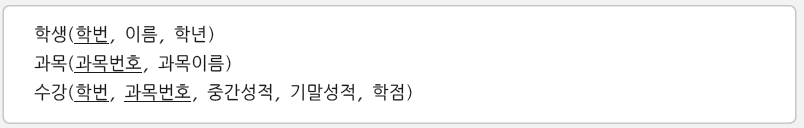 학생(학번, 이름, 학년)
과목(과목번호, 과목이름)
수강(학번, 과목번호, 중간성적, 기말성적, 학점)